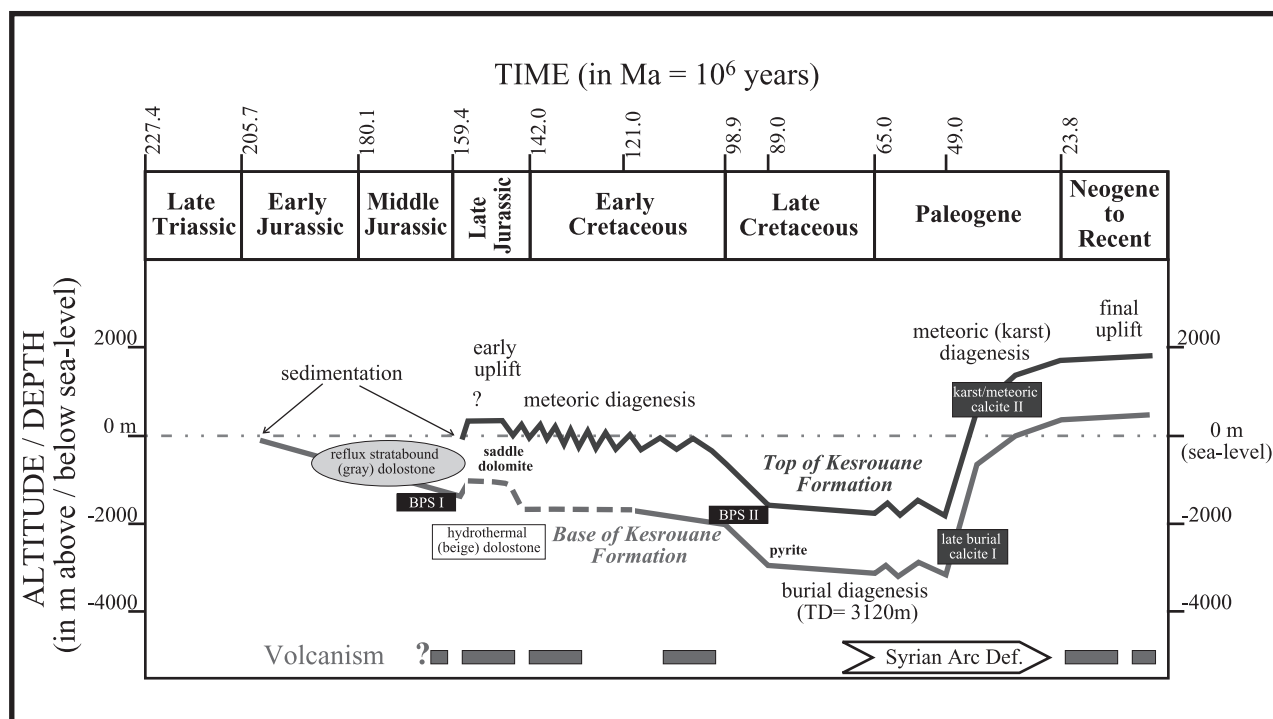 TIME (in Ma = 10⁶ years)
227.4
205.7
180.1
159.4
142.0
121.0
98.9
89.0
65.0
49.0
23.8
Late
Triassic
Early
Jurassic
Middle
Jurassic
Late
Jurassic
Early
Cretaceous
Late
Cretaceous
Paleogene
Neogene
to
Recent
ALTITUDE / DEPTH
(in m above / below sea-level)
2000
0 m
-2000
-4000
2000
0 m
(sea-level)
-2000
-4000
sedimentation
early
uplift
?
meteoric diagenesis
meteoric (karst)
diagenesis
final
uplift
karst/meteoric
calcite II
reflux stratabound
(gray) dolostone
saddle
dolomite
Top of Kesrouane
Formation
BPS I
BPS II
hydrothermal
(beige) dolostone
Base of Kesrouane
Formation
late burial
calcite I
pyrite
burial diagenesis
(TD= 3120m)
Volcanism
?
Syrian Arc Def.